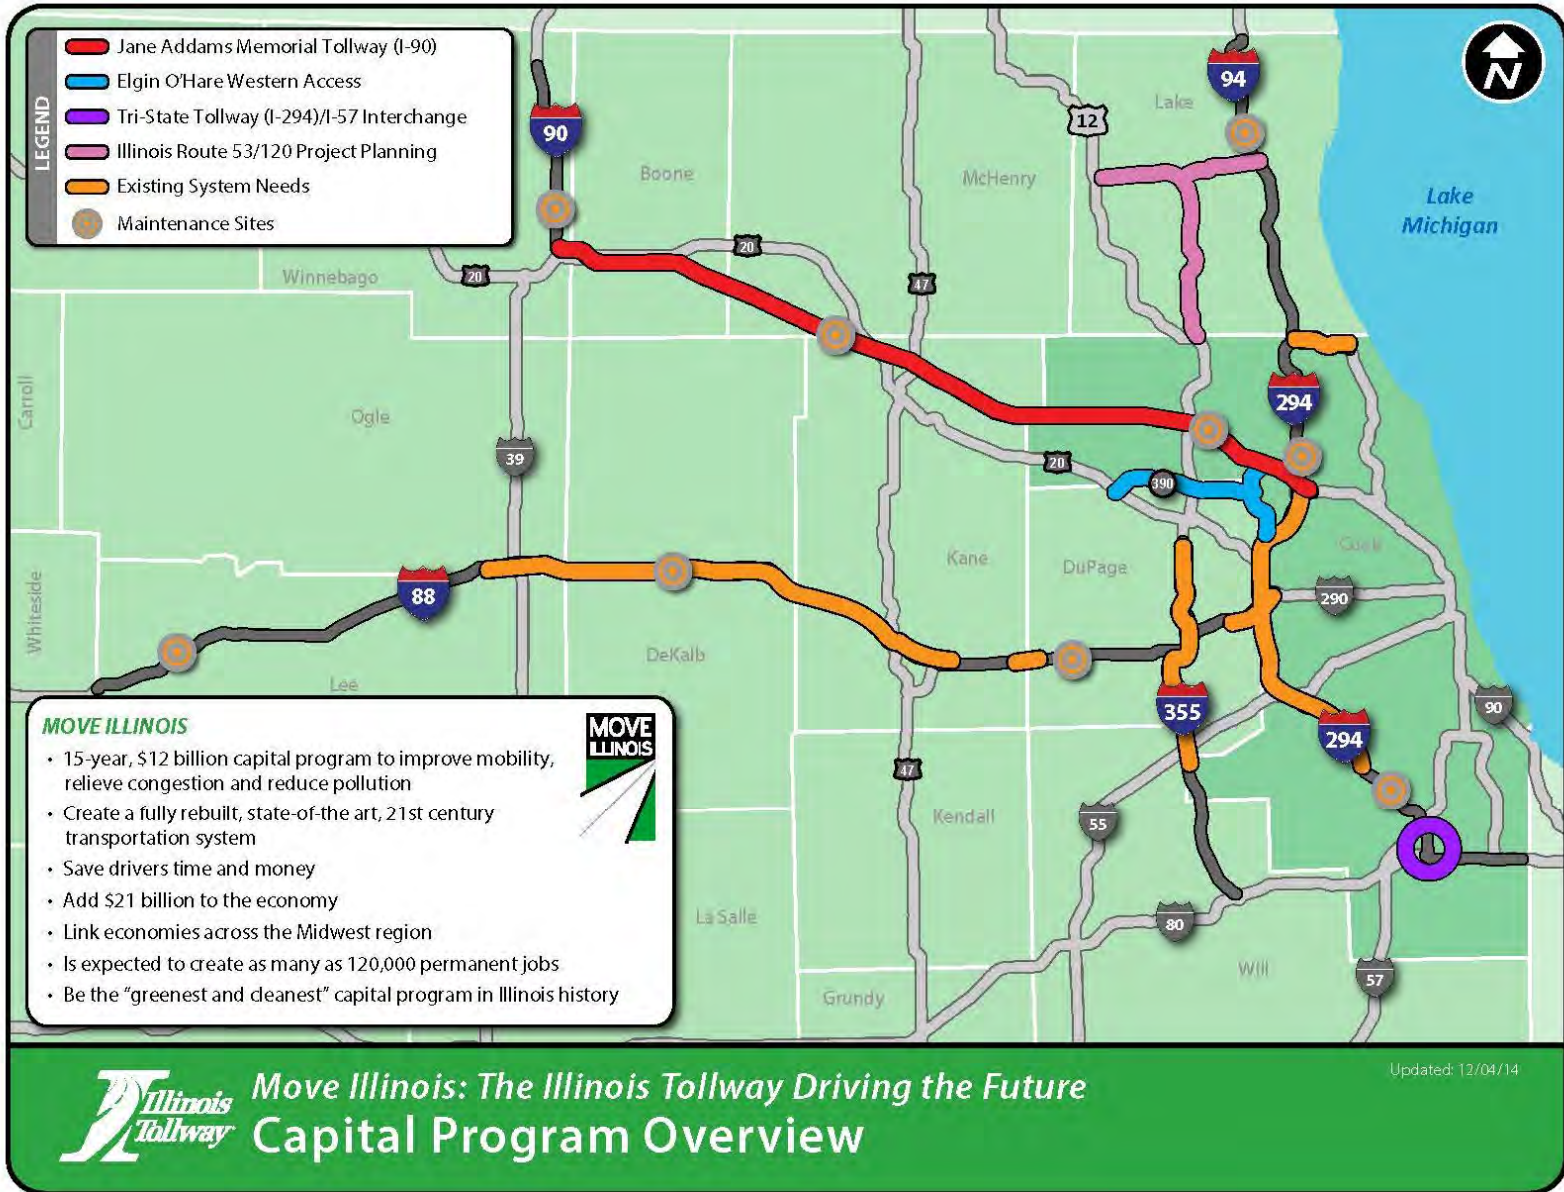 LEGEND
Jane Addams Memorial Tollway (I-90)
Elgin O'Hare Western Access
Tri-State Tollway (I-294)/I-57 Interchange
Illinois Route 53/120 Project Planning
Existing System Needs
Maintenance Sites
90
94
N
12
Lake
Boone
McHenry
Lake
Michigan
20
20
47
Winnebago
Carroll
Ogle
294
39
20
390
Cook
Kane
DuPage
88
290
Whiteside
DeKalb
Lee
355
90
294
47
Kendall
55
La Salle
80
Will
57
Grundy
MOVE ILLINOIS
• 15-year, $12 billion capital program to improve mobility,
relieve congestion and reduce pollution
• Create a fully rebuilt, state-of-the art, 21st century
transportation system
• Save drivers time and money
• Add $21 billion to the economy
• Link economies across the Midwest region
• Is expected to create as many as 120,000 permanent jobs
• Be the "greenest and cleanest" capital program in Illinois history
MOVE
ILLINOIS
Updated: 12/04/14
Illinois
Tollway
Move Illinois: The Illinois Tollway Driving the Future
Capital Program Overview